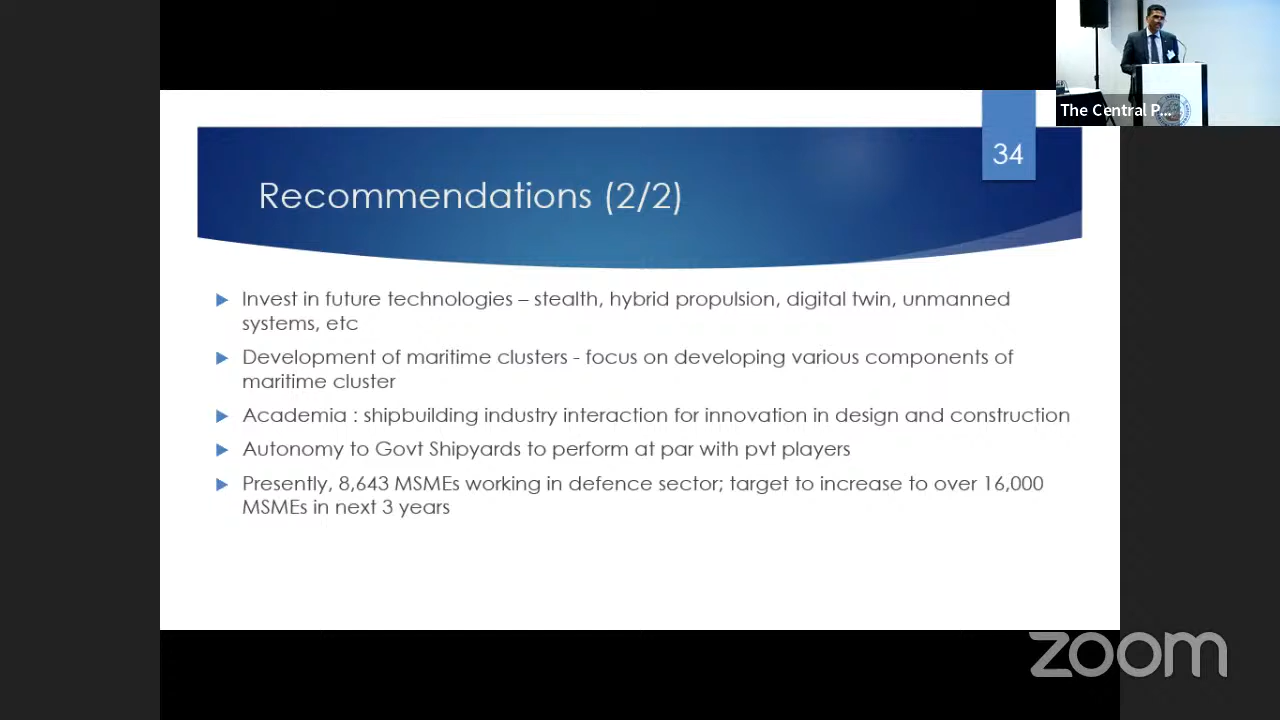 The Central P...
34
Recommendations (2/2)
Invest in future technologies – stealth, hybrid propulsion, digital twin, unmanned
systems, etc
Development of maritime clusters - focus on developing various components of
maritime cluster
Academia : shipbuilding industry interaction for innovation in design and construction
Autonomy to Govt Shipyards to perform at par with pvt players
Presently, 8,643 MSMEs working in defence sector; target to increase to over 16,000
MSMEs in next 3 years
zoom